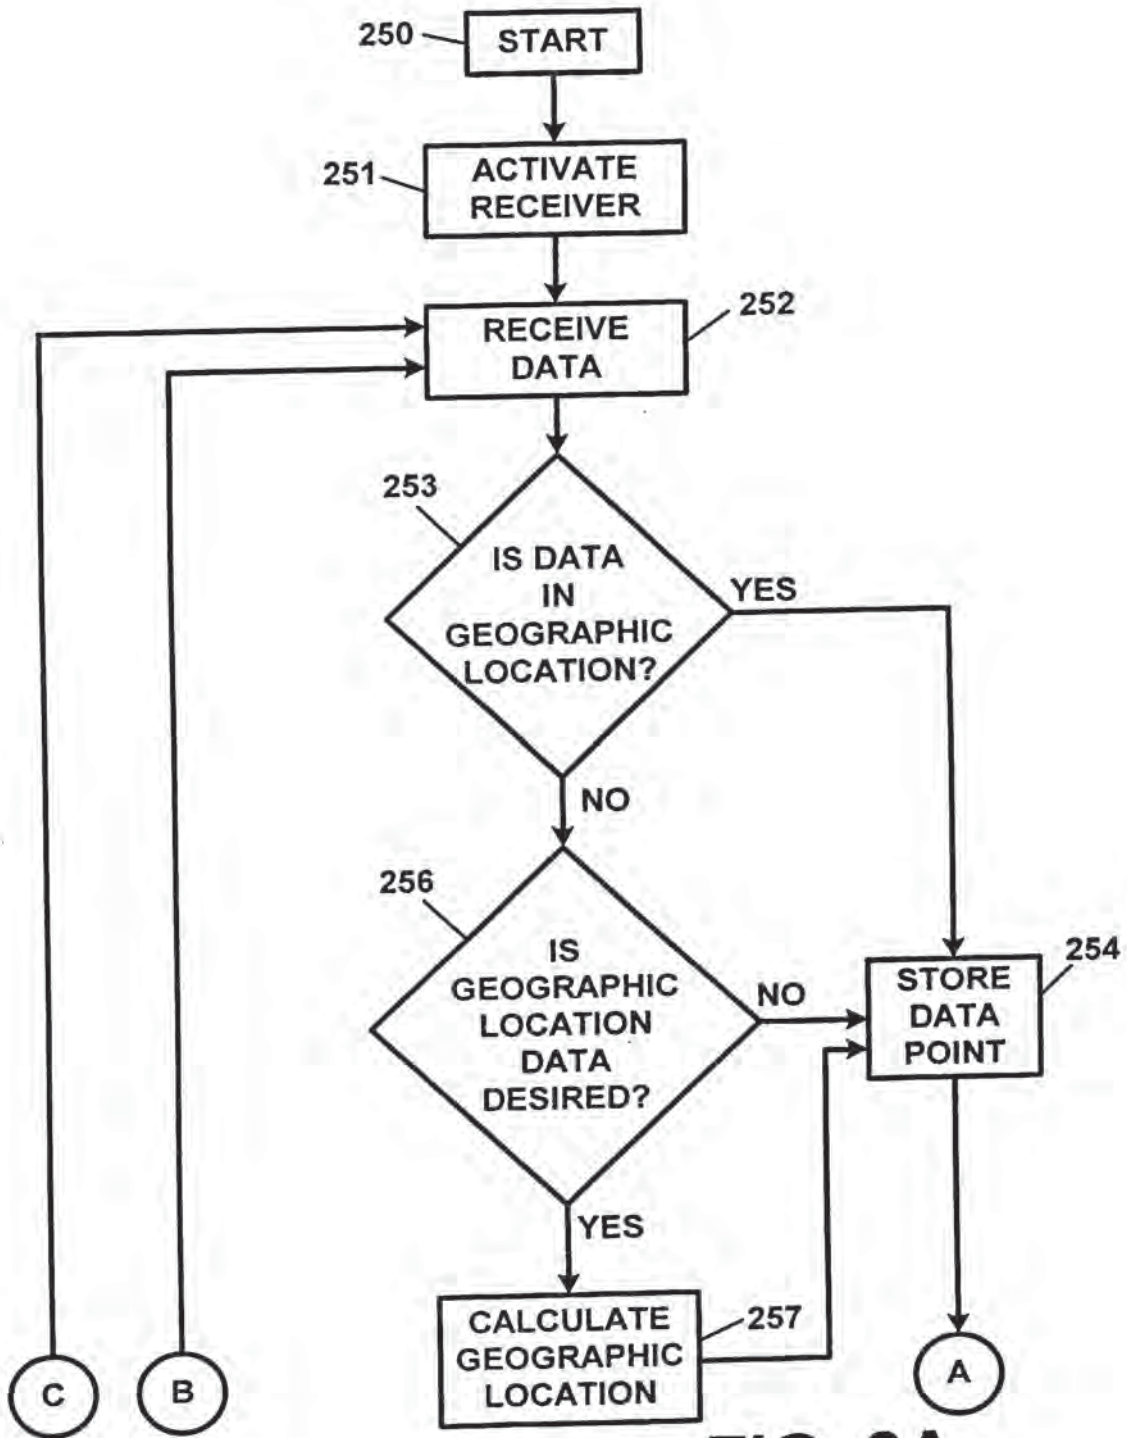 250
START
251
ACTIVATE
RECEIVER
252
RECEIVE
DATA
253
IS DATA
IN
GEOGRAPHIC
LOCATION?
YES
NO
256
IS
GEOGRAPHIC
LOCATION
DATA
DESIRED?
NO
254
STORE
DATA
POINT
YES
CALCULATE
GEOGRAPHIC
LOCATION
257
C
B
A